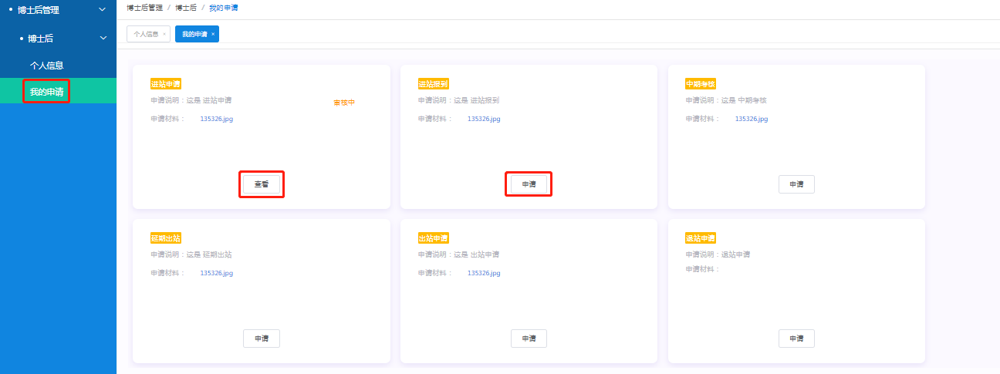 博士后管理
博士后
个人信息
我的申请
博士后管理 / 博士后 / 我的申请
个人信息 ×
我的申请 ×
进站申请
申请说明：这是 进站申请
审核中
申请材料： 135326.jpg
查看
进站报到
申请说明：这是 进站报到
申请材料： 135326.jpg
申请
中期考核
申请说明：这是 中期考核
申请材料： 135326.jpg
申请
延期出站
申请说明：这是 延期出站
申请材料： 135326.jpg
申请
出站申请
申请说明：这是 出站申请
申请材料： 135326.jpg
申请
退站申请
申请说明：退站申请
申请材料：
申请